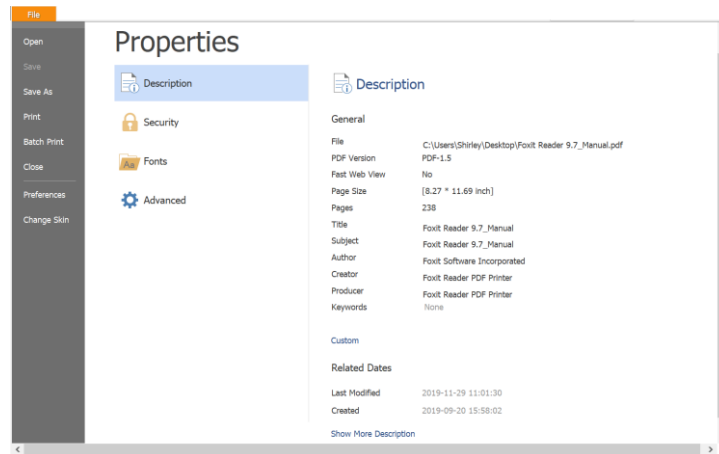 File
Open
Save
Save As
Print
Batch Print
Close
Preferences
Change Skin
Properties
Description
Security
Fonts
Advanced
Description
General
File C:\Users\Shirley\Desktop\Foxit Reader 9.7_Manual.pdf
PDF Version PDF-1.5
Fast Web View No
Page Size [8.27 * 11.69 inch]
Pages 238
Title Foxit Reader 9.7_Manual
Subject Foxit Reader 9.7_Manual
Author Foxit Software Incorporated
Creator Foxit Reader PDF Printer
Producer Foxit Reader PDF Printer
Keywords None
Custom
Related Dates
Last Modified 2019-11-29 11:01:30
Created 2019-09-20 15:58:02
Show More Description